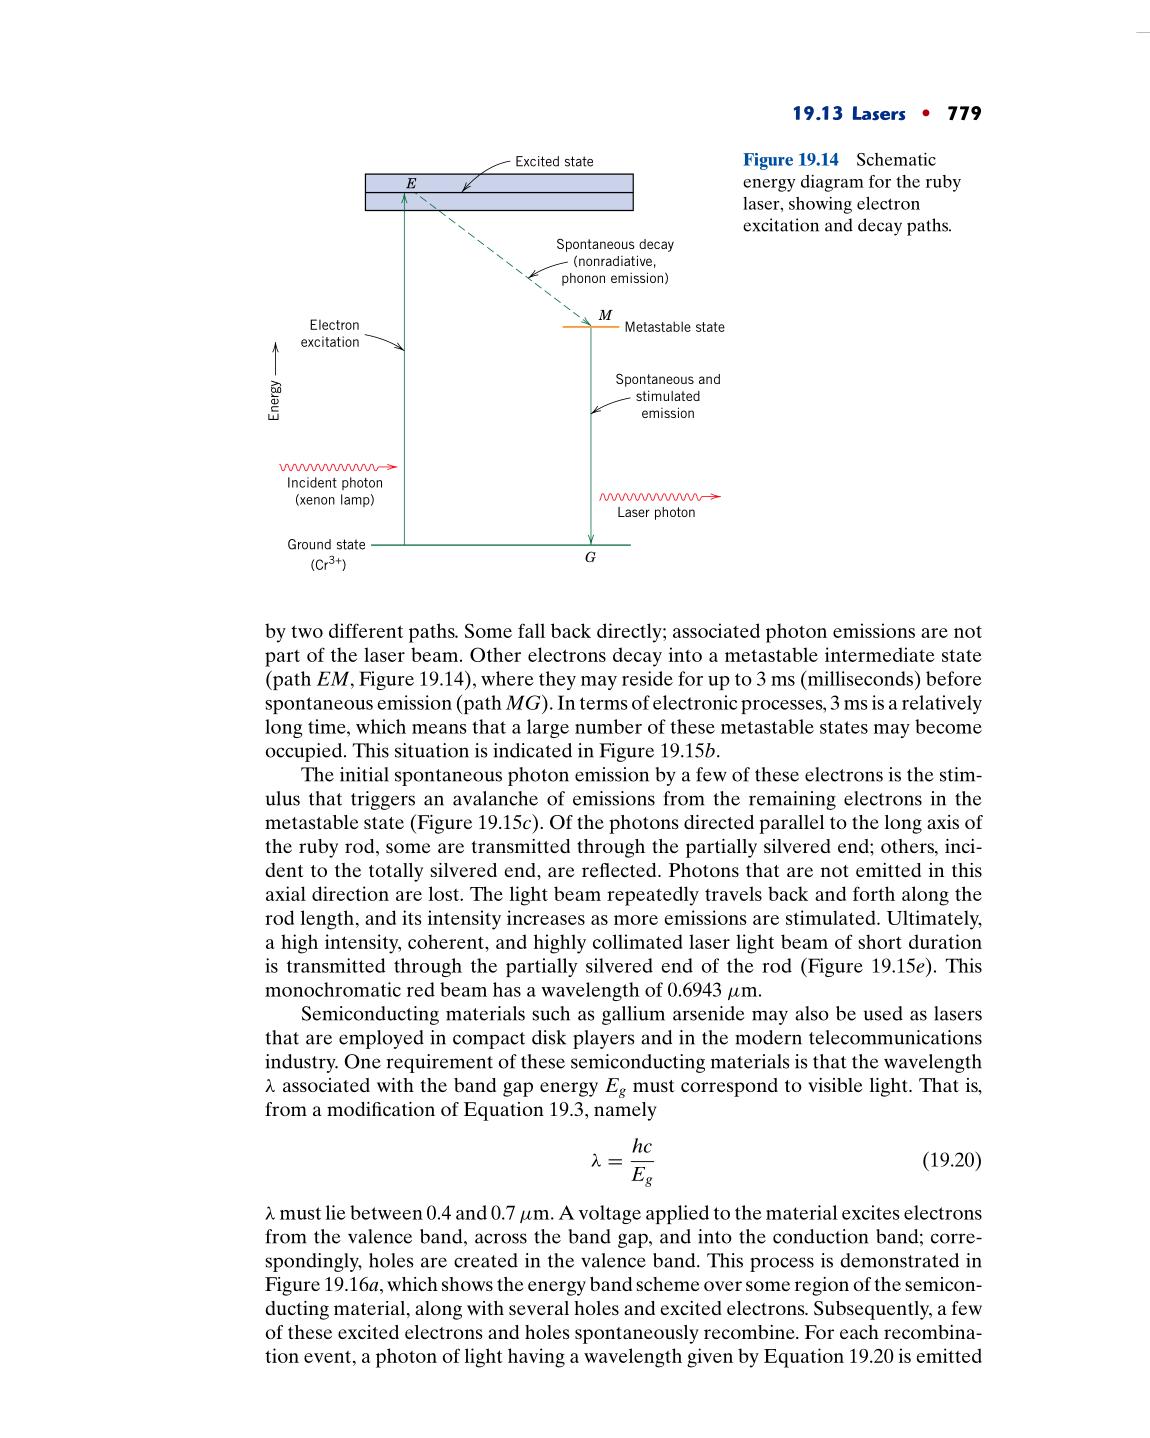 19.13 Lasers • 779
Figure 19.14 Schematic
energy diagram for the ruby
laser, showing electron
excitation and decay paths.
Excited state
E
Spontaneous decay
(nonradiative,
phonon emission)
M
Metastable state
Electron
excitation
Energy
Spontaneous and
stimulated
emission
Incident photon
(xenon lamp)
Laser photon
Ground state
(Cr³⁺)
G
by two different paths. Some fall back directly; associated photon emissions are not
part of the laser beam. Other electrons decay into a metastable intermediate state
(path EM, Figure 19.14), where they may reside for up to 3 ms (milliseconds) before
spontaneous emission (path MG). In terms of electronic processes, 3 ms is a relatively
long time, which means that a large number of these metastable states may become
occupied. This situation is indicated in Figure 19.15b.
The initial spontaneous photon emission by a few of these electrons is the stim-
ulus that triggers an avalanche of emissions from the remaining electrons in the
metastable state (Figure 19.15c). Of the photons directed parallel to the long axis of
the ruby rod, some are transmitted through the partially silvered end; others, inci-
dent to the totally silvered end, are reflected. Photons that are not emitted in this
axial direction are lost. The light beam repeatedly travels back and forth along the
rod length, and its intensity increases as more emissions are stimulated. Ultimately,
a high intensity, coherent, and highly collimated laser light beam of short duration
is transmitted through the partially silvered end of the rod (Figure 19.15e). This
monochromatic red beam has a wavelength of 0.6943 μm.
Semiconducting materials such as gallium arsenide may also be used as lasers
that are employed in compact disk players and in the modern telecommunications
industry. One requirement of these semiconducting materials is that the wavelength
λ associated with the band gap energy E_g must correspond to visible light. That is,
from a modification of Equation 19.3, namely
λ = hc/E_g (19.20)
λ must lie between 0.4 and 0.7 μm. A voltage applied to the material excites electrons
from the valence band, across the band gap, and into the conduction band; corre-
spondingly, holes are created in the valence band. This process is demonstrated in
Figure 19.16a, which shows the energy band scheme over some region of the semicon-
ducting material, along with several holes and excited electrons. Subsequently, a few
of these excited electrons and holes spontaneously recombine. For each recombina-
tion event, a photon of light having a wavelength given by Equation 19.20 is emitted